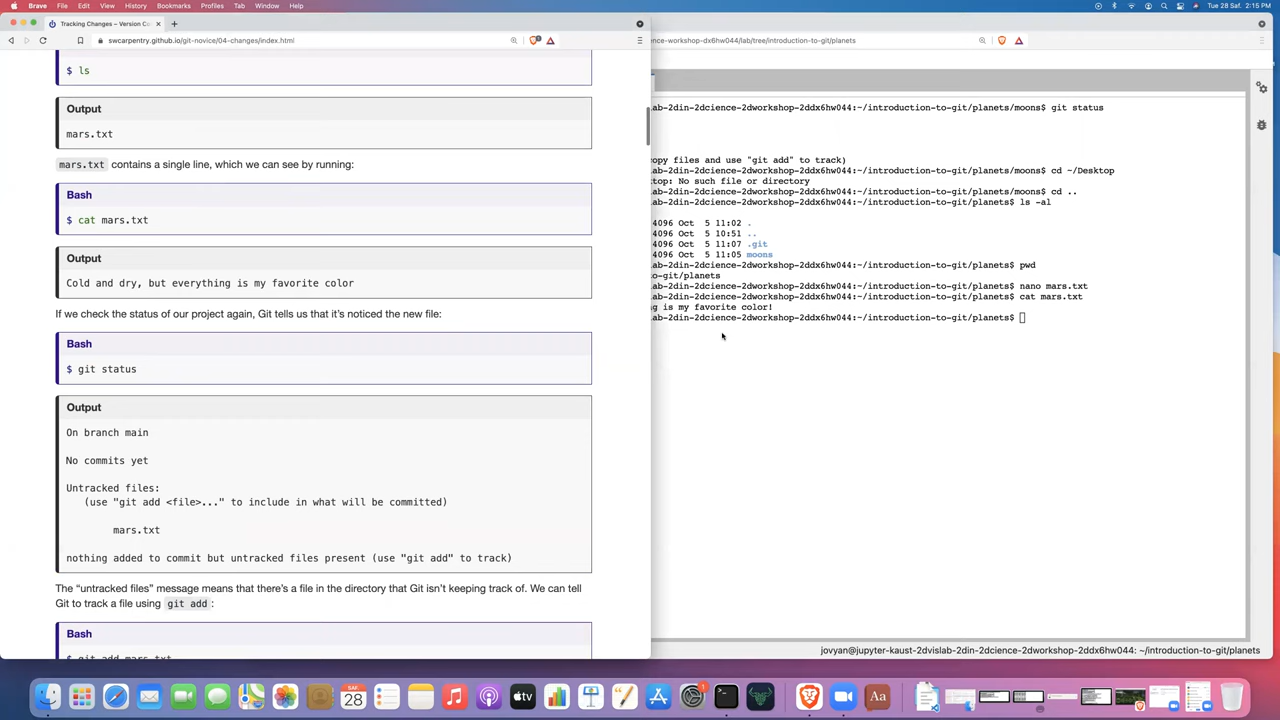 Brave File Edit View History Bookmarks Profiles Tab Window Help
Tue 28 Saf. 2:15 PM
Tracking Changes – Version Co
swcarpentry.github.io/git-novice/04-changes/index.html
$ ls
Output
mars.txt
mars.txt contains a single line, which we can see by running:
Bash
$ cat mars.txt
Output
Cold and dry, but everything is my favorite color
If we check the status of our project again, Git tells us that it's noticed the new file:
Bash
$ git status
Output
On branch main
No commits yet
Untracked files:
(use "git add <file>..." to include in what will be committed)
mars.txt
nothing added to commit but untracked files present (use "git add" to track)
The “untracked files” message means that there's a file in the directory that Git isn't keeping track of. We can tell
Git to track a file using git add :
Bash
$ git add mars.txt
ence-workshop-dx6hw044/lab/tree/introduction-to-git/planets
lab-2din-2dcience-2dworkshop-2ddx6hw044:~/introduction-to-git/planets/moons$ git status
opy files and use "git add" to track)
lab-2din-2dcience-2dworkshop-2ddx6hw044:~/introduction-to-git/planets/moons$ cd ~/Desktop
top: No such file or directory
lab-2din-2dcience-2dworkshop-2ddx6hw044:~/introduction-to-git/planets/moons$ cd ..
lab-2din-2dcience-2dworkshop-2ddx6hw044:~/introduction-to-git/planets$ ls -al
4096 Oct 5 11:02 .
4096 Oct 5 10:51 ..
4096 Oct 5 11:07 .git
4096 Oct 5 11:05 moons
lab-2din-2dcience-2dworkshop-2ddx6hw044:~/introduction-to-git/planets$ pwd
to-git/planets
lab-2din-2dcience-2dworkshop-2ddx6hw044:~/introduction-to-git/planets$ nano mars.txt
lab-2din-2dcience-2dworkshop-2ddx6hw044:~/introduction-to-git/planets$ cat mars.txt
g is my favorite color!
lab-2din-2dcience-2dworkshop-2ddx6hw044:~/introduction-to-git/planets$
jovyan@jupyter-kaust-2dvislab-2din-2dcience-2dworkshop-2ddx6hw044: ~/introduction-to-git/planets
SAF.
28
tv
Aa